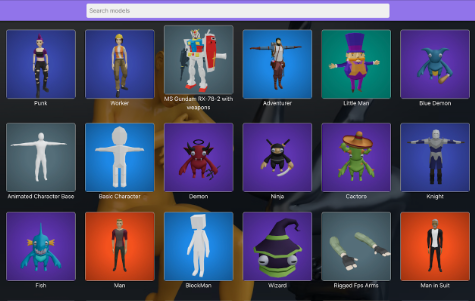 Search models
Punk
Worker
MS Gundam RX-78-2 with
weapons
Adventurer
Little Man
Blue Demon
Animated Character Base
Basic Character
Demon
Ninja
Cactoro
Knight
Fish
Man
BlockMan
Wizard
Rigged Fps Arms
Man in Suit